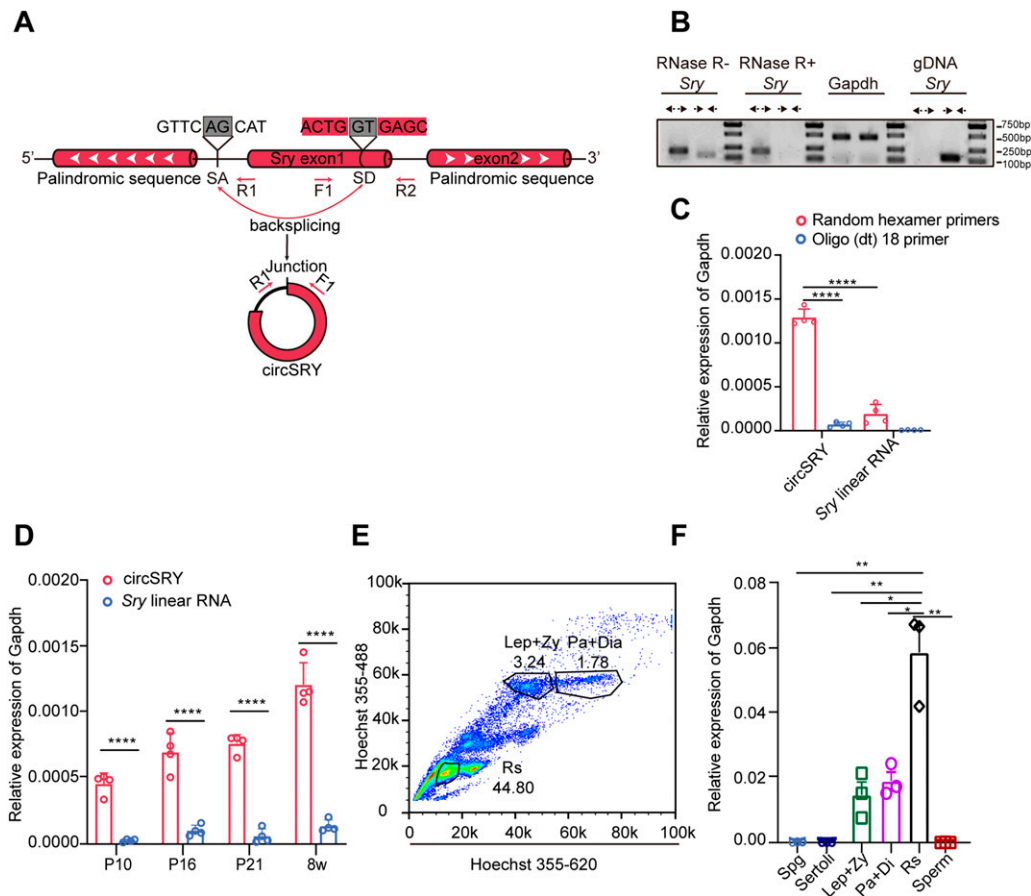 A
GTTC AG CAT
ACTG GT GAGC
5'
Sry exon1
exon2
3'
Palindromic sequence
SA
R1
F1
SD
R2
Palindromic sequence
backsplicing
Junction
R1
F1
circSRY
B
RNase R- RNase R+ gDNA
Sry Sry Gapdh Sry
750bp
500bp
250bp
100bp
C
Random hexamer primers
Oligo (dt) 18 primer
Relative expression of Gapdh
0.0015
0.0010
0.0005
0.0000
****
****
circSRY
Sry linear RNA
D
circSRY
Sry linear RNA
Relative expression of Gapdh
0.0020
0.0015
0.0010
0.0005
0.0000
****
****
****
****
P10 P16 P21 8w
E
Hoechst 355-488
100k
80k
60k
40k
20k
0
Lep+Zy
3.24
Pa+Dia
1.78
Rs
44.80
0 20k 40k 60k 80k 100k
Hoechst 355-620
F
Relative expression of Gapdh
0.08
0.06
0.04
0.02
0.00
**
**
*
*
**
Spg
Sertoli
Lep+Zy
Pa+Di
Rs
Sperm